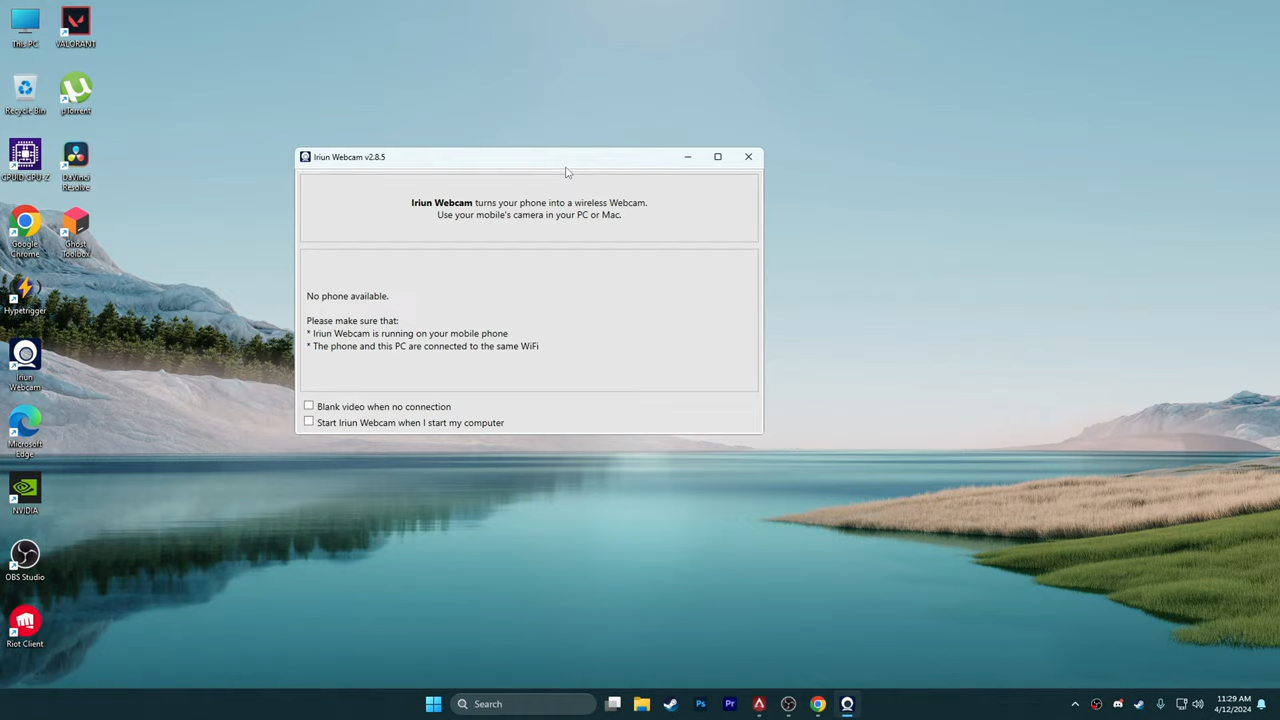 This PC
VALORANT
Recycle Bin
µTorrent
CPUID CPU-Z
DaVinci
Resolve
Google
Chrome
Ghost
Toolbox
Hypetrigger
Iriun
Webcam
Microsoft
Edge
NVIDIA
OBS Studio
Riot Client
Iriun Webcam v2.8.5
Iriun Webcam turns your phone into a wireless Webcam.
Use your mobile's camera in your PC or Mac.
No phone available.
Please make sure that:
* Iriun Webcam is running on your mobile phone
* The phone and this PC are connected to the same WiFi
Blank video when no connection
Start Iriun Webcam when I start my computer
Search
Ps
Pr
11:29 AM
4/12/2024